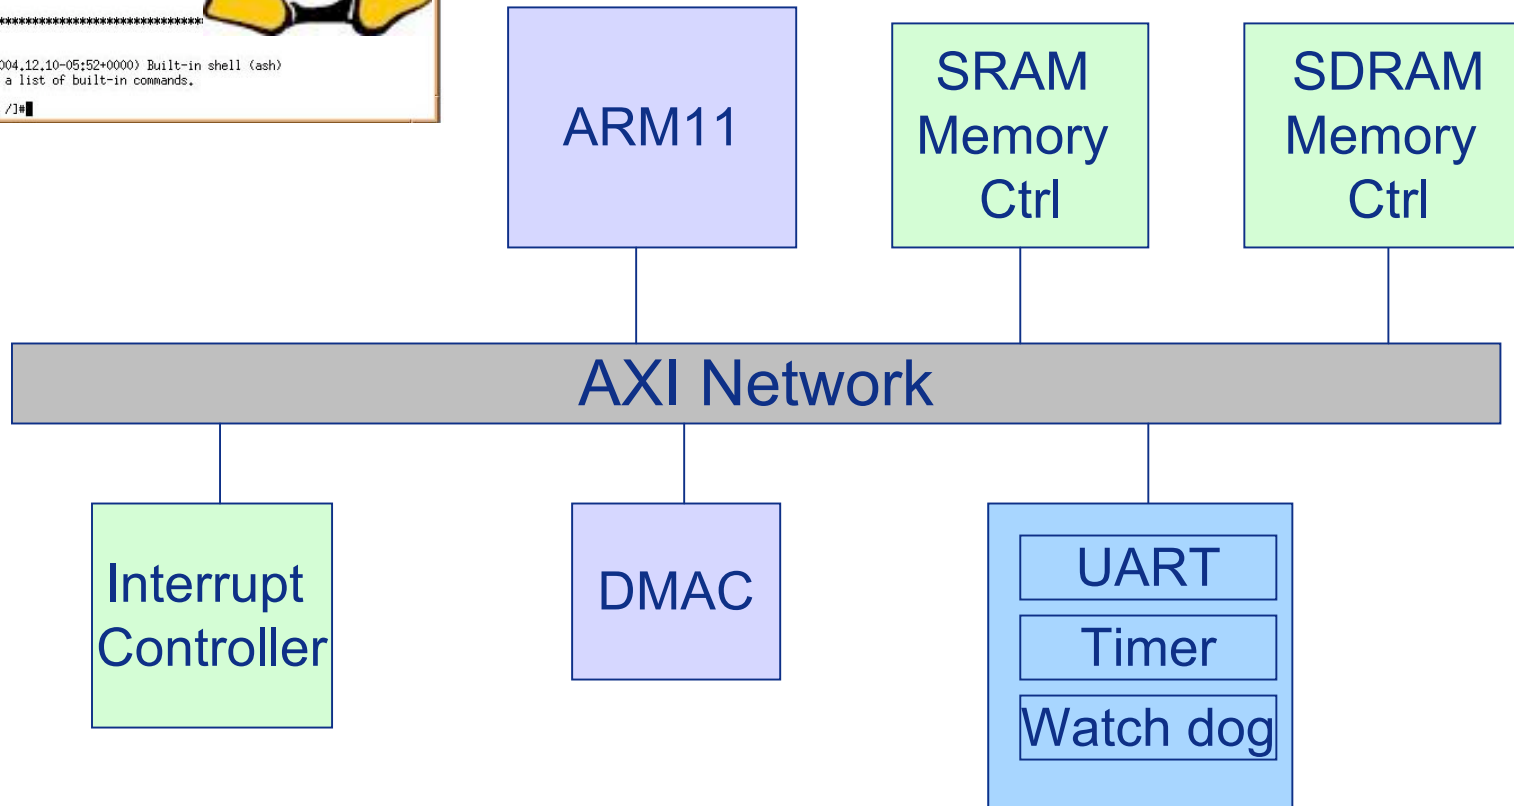 ********************************
004.12.10-05:52+0000) Built-in shell (ash)
a list of built-in commands.
/]#
ARM11
SRAM
Memory
Ctrl
SDRAM
Memory
Ctrl
AXI Network
Interrupt
Controller
DMAC
UART
Timer
Watch dog